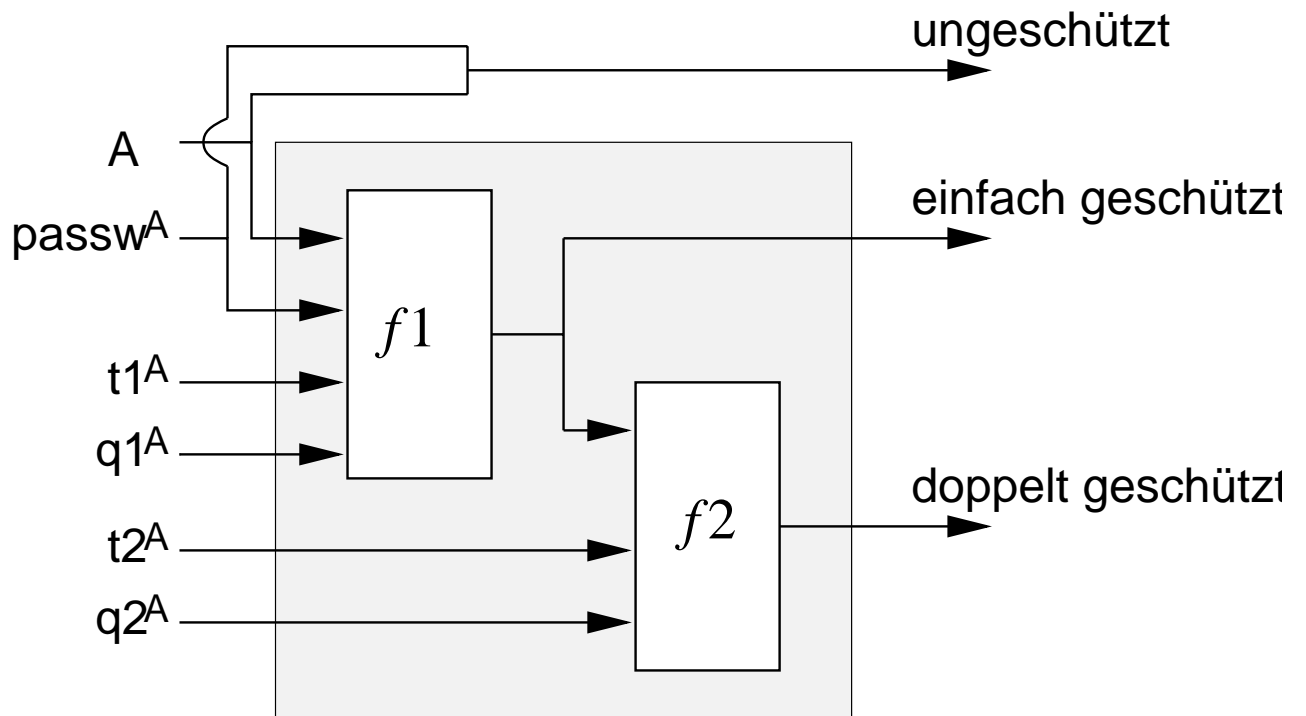 ungeschützt
A
einfach geschützt
passwA
f1
t1A
q1A
doppelt geschützt
f2
t2A
q2A